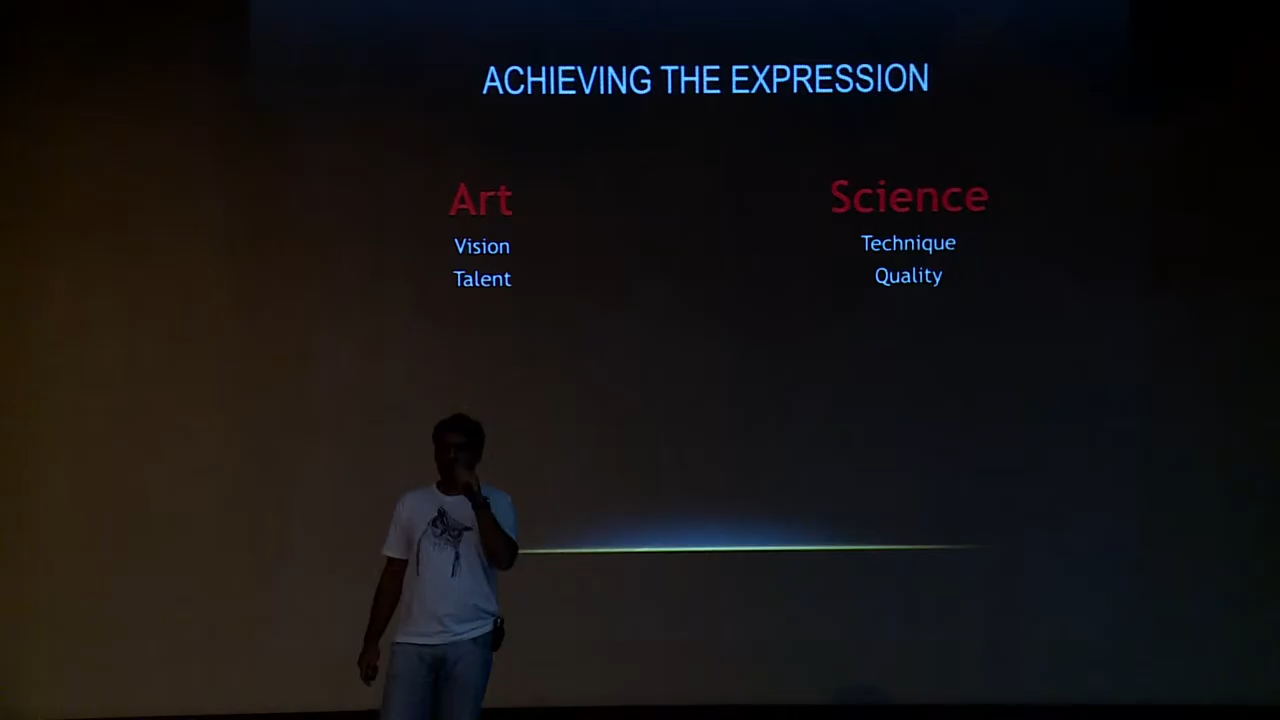 ACHIEVING THE EXPRESSION
Art
Science
Vision
Technique
Talent
Quality